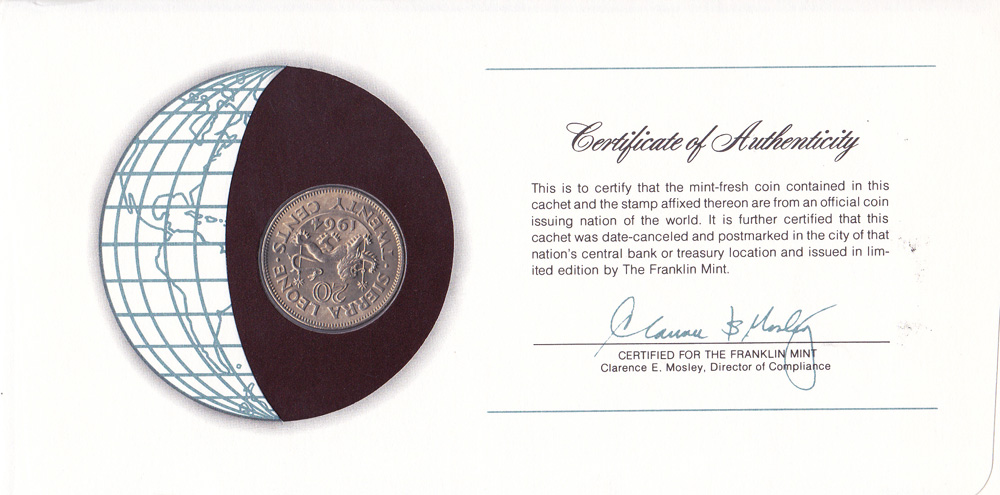 SIERRA LEONE · TWENTY CENTS
1964
20
Certificate of Authenticity
This is to certify that the mint-fresh coin contained in this
cachet and the stamp affixed thereon are from an official coin
issuing nation of the world. It is further certified that this
cachet was date-canceled and postmarked in the city of that
nation's central bank or treasury location and issued in lim-
ited edition by The Franklin Mint.
CERTIFIED FOR THE FRANKLIN MINT
Clarence E. Mosley, Director of Compliance